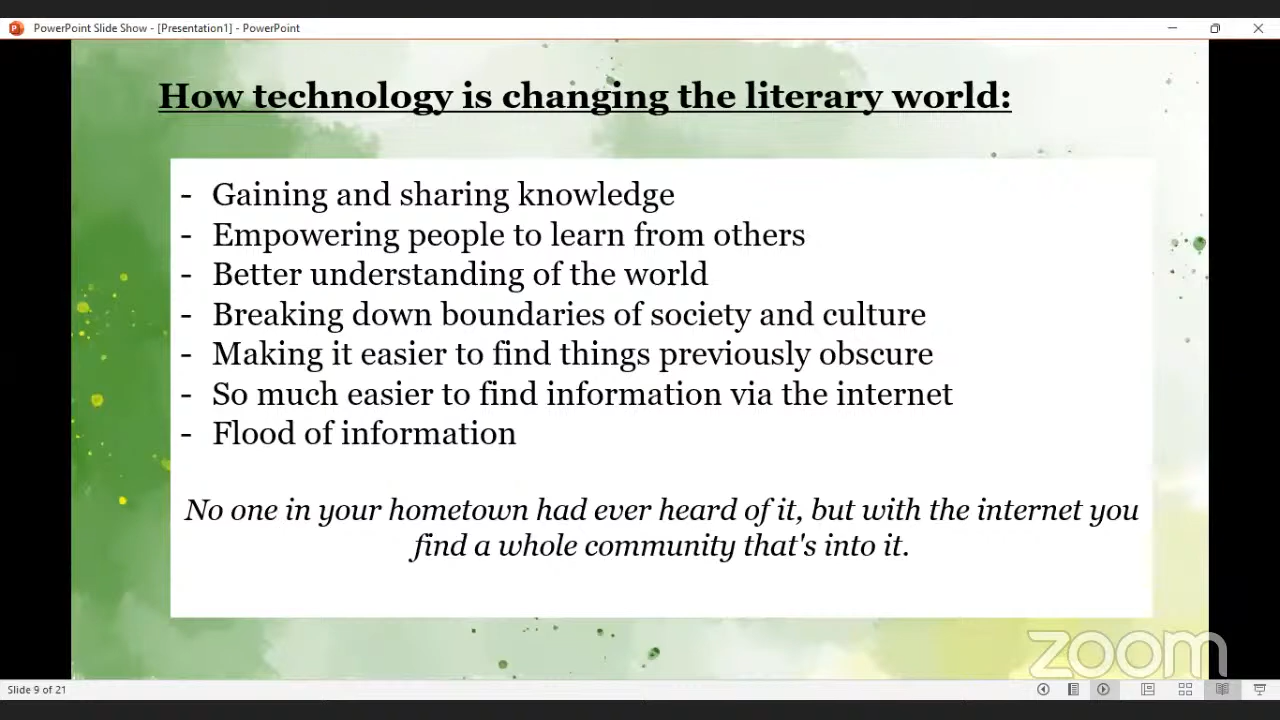 PowerPoint Slide Show - [Presentation1] - PowerPoint
How technology is changing the literary world:
- Gaining and sharing knowledge
- Empowering people to learn from others
- Better understanding of the world
- Breaking down boundaries of society and culture
- Making it easier to find things previously obscure
- So much easier to find information via the internet
- Flood of information
No one in your hometown had ever heard of it, but with the internet you
find a whole community that's into it.
zoom
Slide 9 of 21